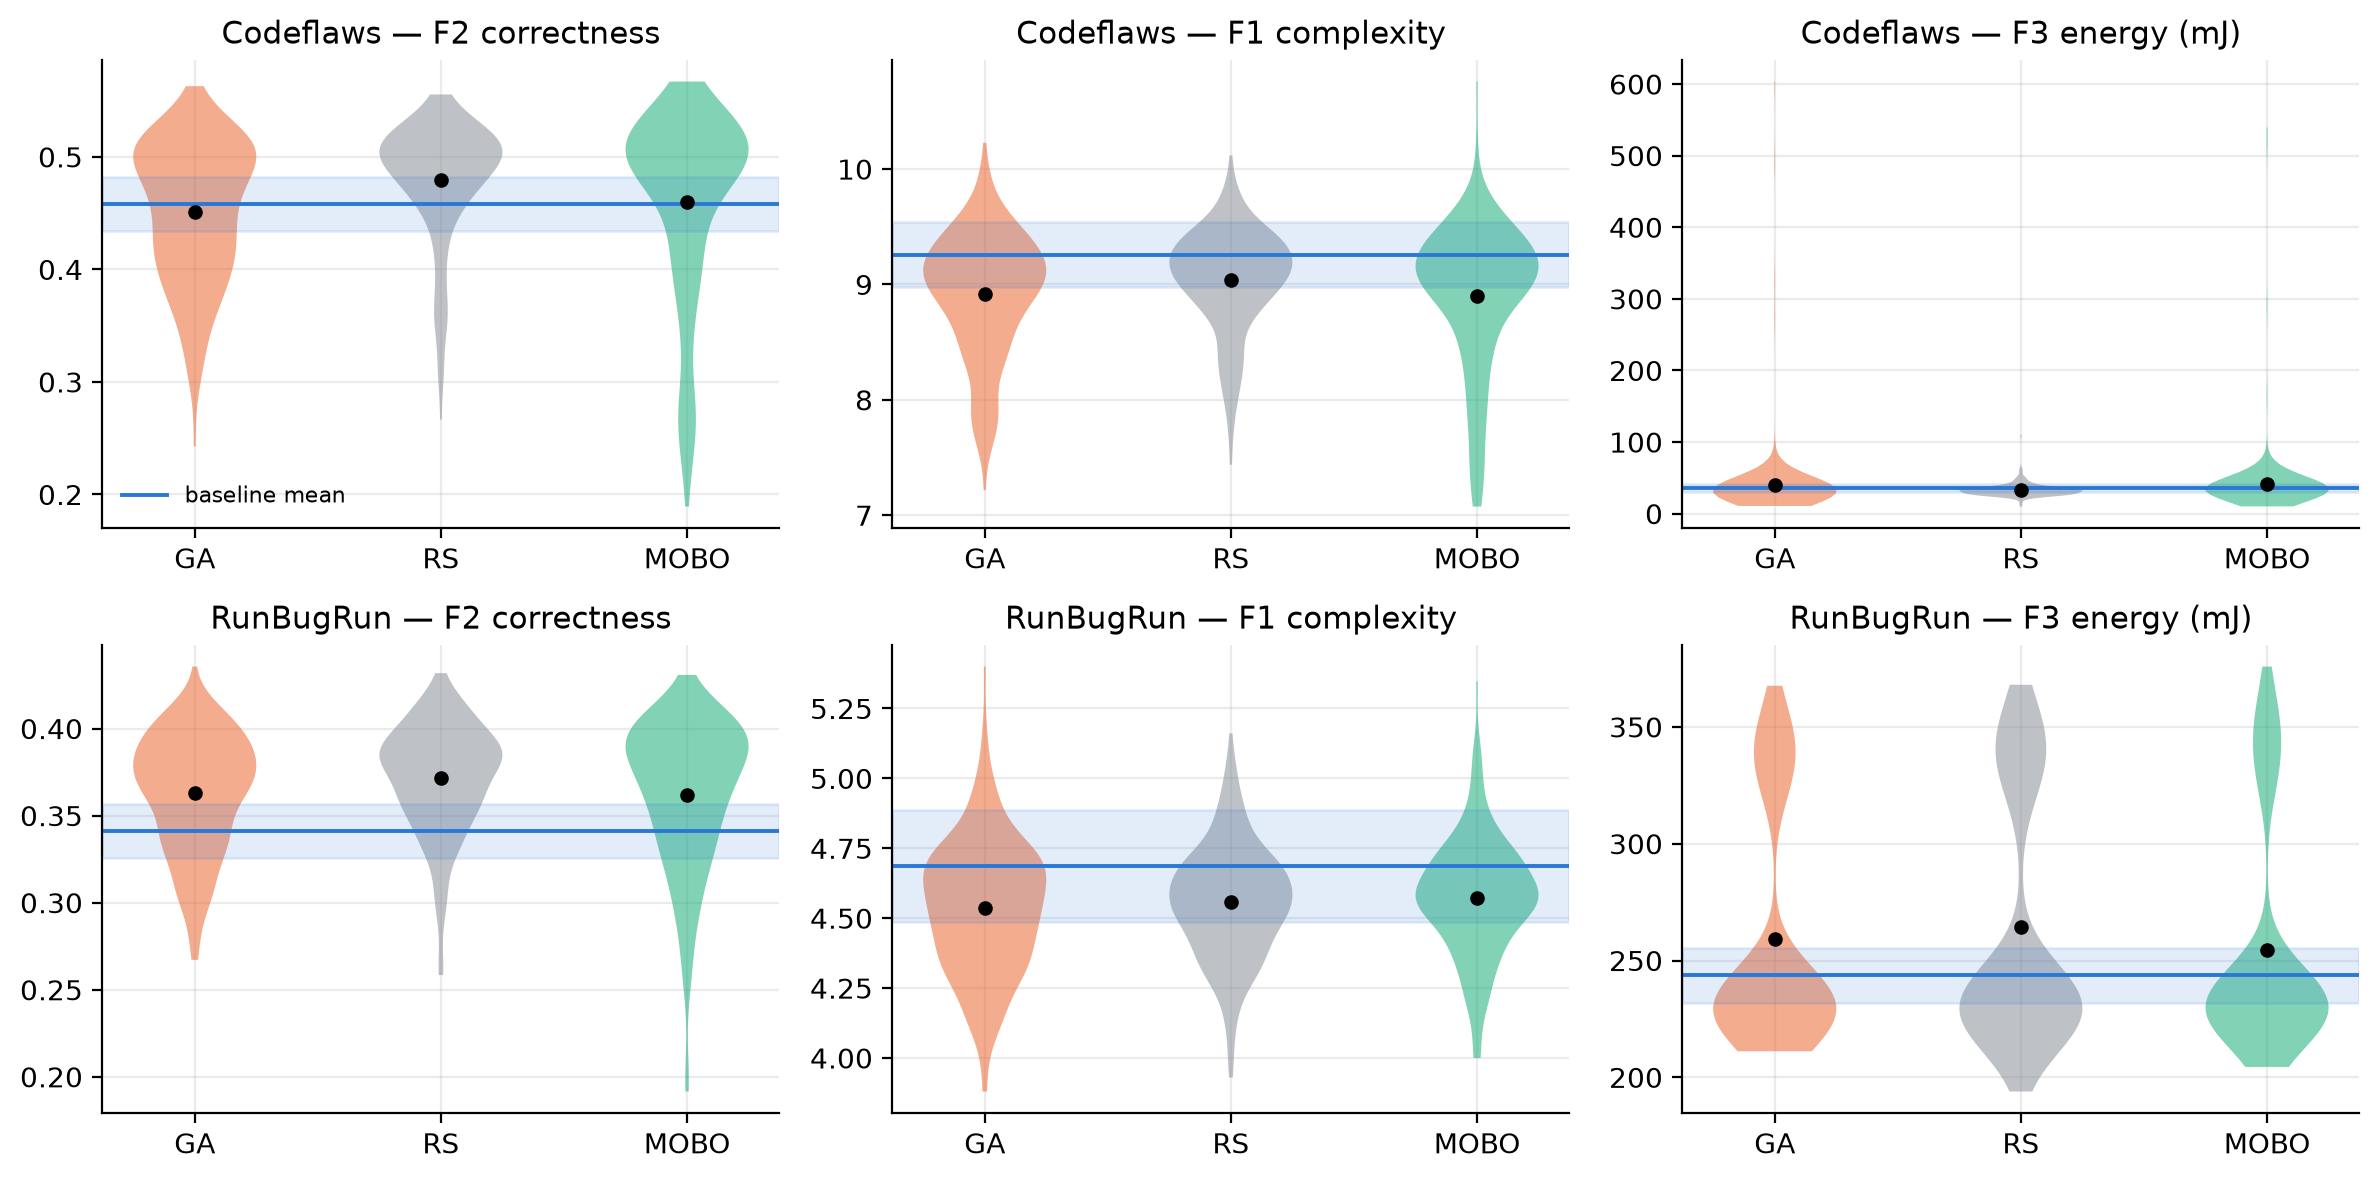 Codeflaws — F2 correctness
0.5
0.4
0.3
0.2
baseline mean
GA RS MOBO
Codeflaws — F1 complexity
10
9
8
7
GA RS MOBO
Codeflaws — F3 energy (mJ)
600
500
400
300
200
100
0
GA RS MOBO
RunBugRun — F2 correctness
0.40
0.35
0.30
0.25
0.20
GA RS MOBO
RunBugRun — F1 complexity
5.25
5.00
4.75
4.50
4.25
4.00
GA RS MOBO
RunBugRun — F3 energy (mJ)
350
300
250
200
GA RS MOBO